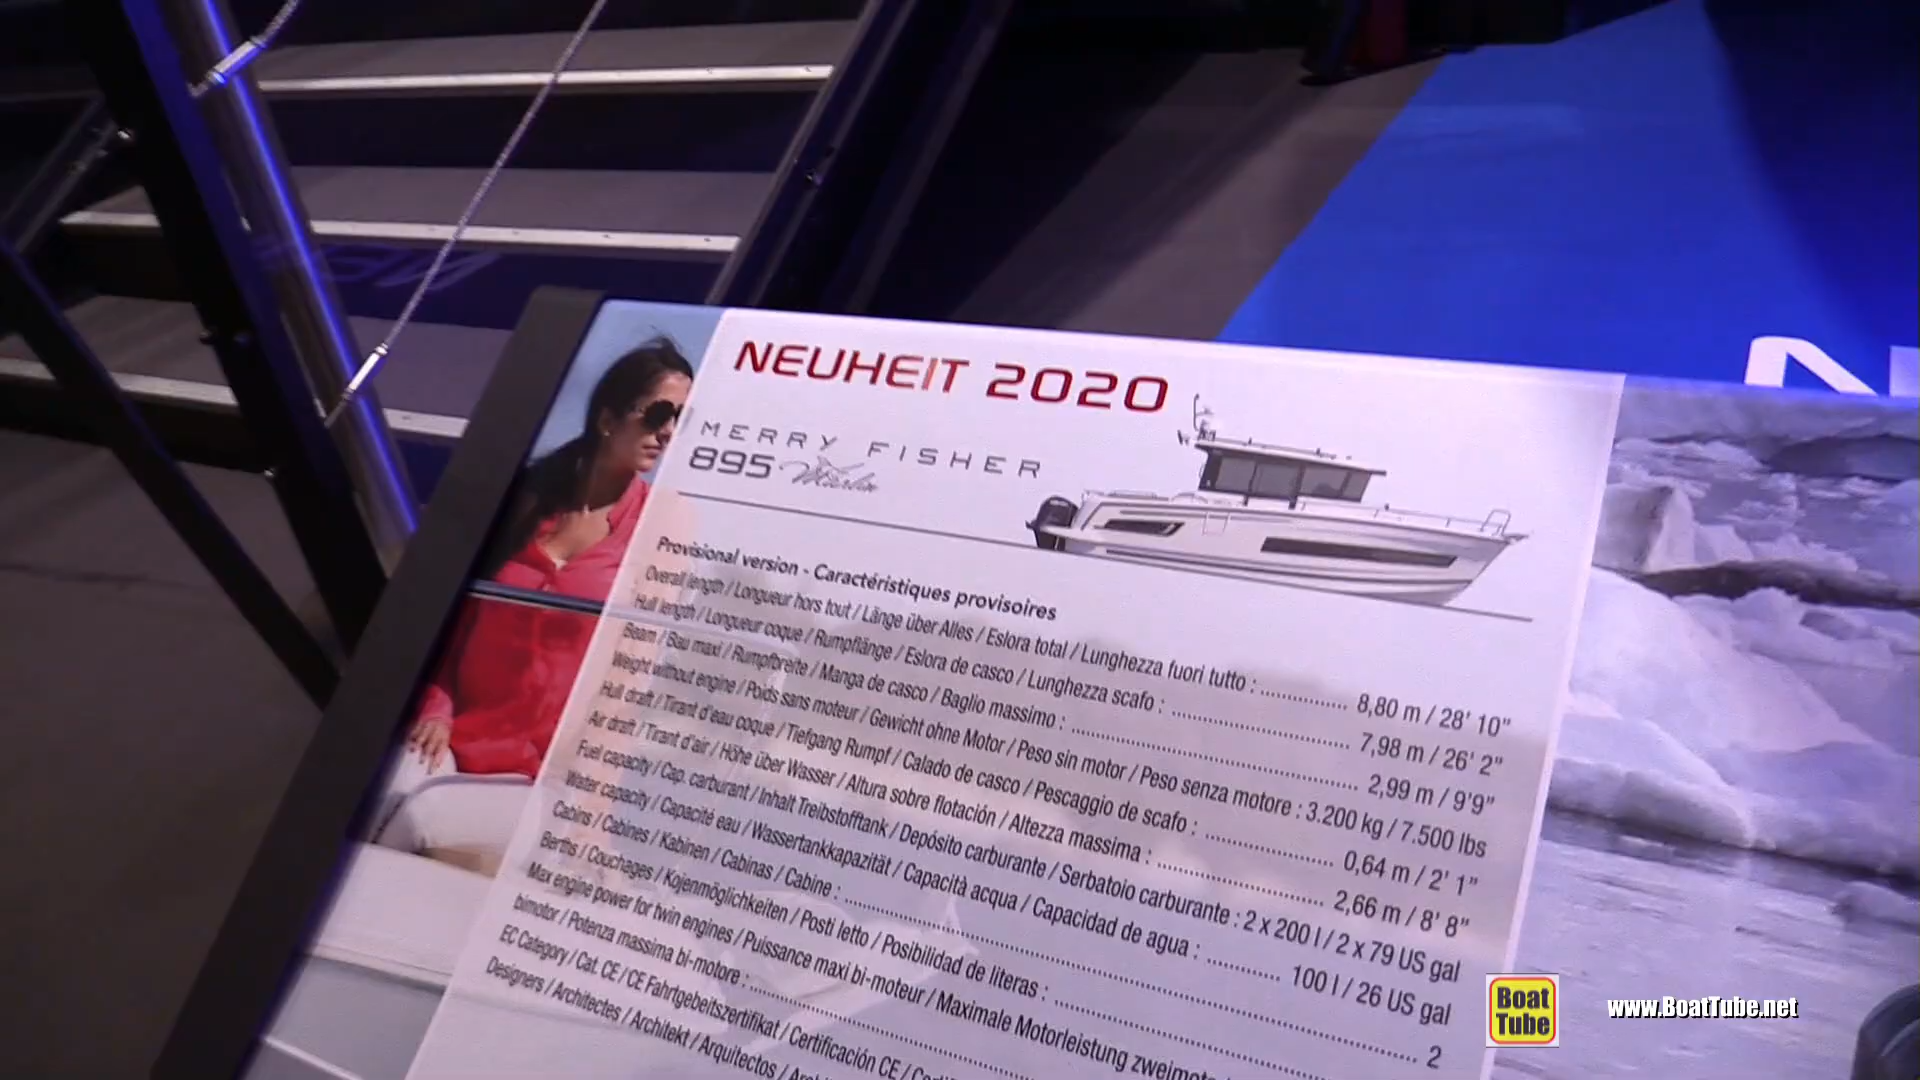 NEUHEIT 2020
MERRY FISHER
895 Marlin
Provisional version - Caractéristiques provisoires
Overall length / Longueur hors tout / Länge über Alles / Eslora total / Lunghezza fuori tutto : .............. 8,80 m / 28' 10"
Hull length / Longueur coque / Rumpflänge / Eslora de casco / Lunghezza scafo : .............. 7,98 m / 26' 2"
Beam / Bau maxi / Rumpfbreite / Manga de casco / Baglio massimo : .............. 2,99 m / 9'9"
Weight without engine / Poids sans moteur / Gewicht ohne Motor / Peso sin motor / Peso senza motore : 3.200 kg / 7.500 lbs
Hull draft / Tirant d'eau coque / Tiefgang Rumpf / Calado de casco / Pescaggio de scafo : .............. 0,64 m / 2' 1"
Air draft / Tirant d'air / Höhe über Wasser / Altura sobre flotación / Altezza massima : .............. 2,66 m / 8' 8"
Fuel capacity / Cap. carburant / Inhalt Treibstofftank / Depósito carburante / Serbatoio carburante : 2 x 200 l / 2 x 79 US gal
Water capacity / Capacité eau / Wassertankkapazität / Capacità acqua / Capacidad de agua : .............. 100 l / 26 US gal
Cabins / Cabines / Kabinen / Cabinas / Cabine : .............. 2
Berths / Couchages / Kojenmöglichkeiten / Posti letto / Posibilidad de literas : ..............
Max engine power for twin engines / Puissance maxi bi-moteur / Maximale Motorleistung zweimoto
bimotor / Potenza massima bi-motore : ..............
EC Category / Cat. CE / CE Fahrtgebeitszertifikat / Certificación CE /
Designers / Architectes / Architekt / Arquitectos /
Boat
Tube
www.BoatTube.net